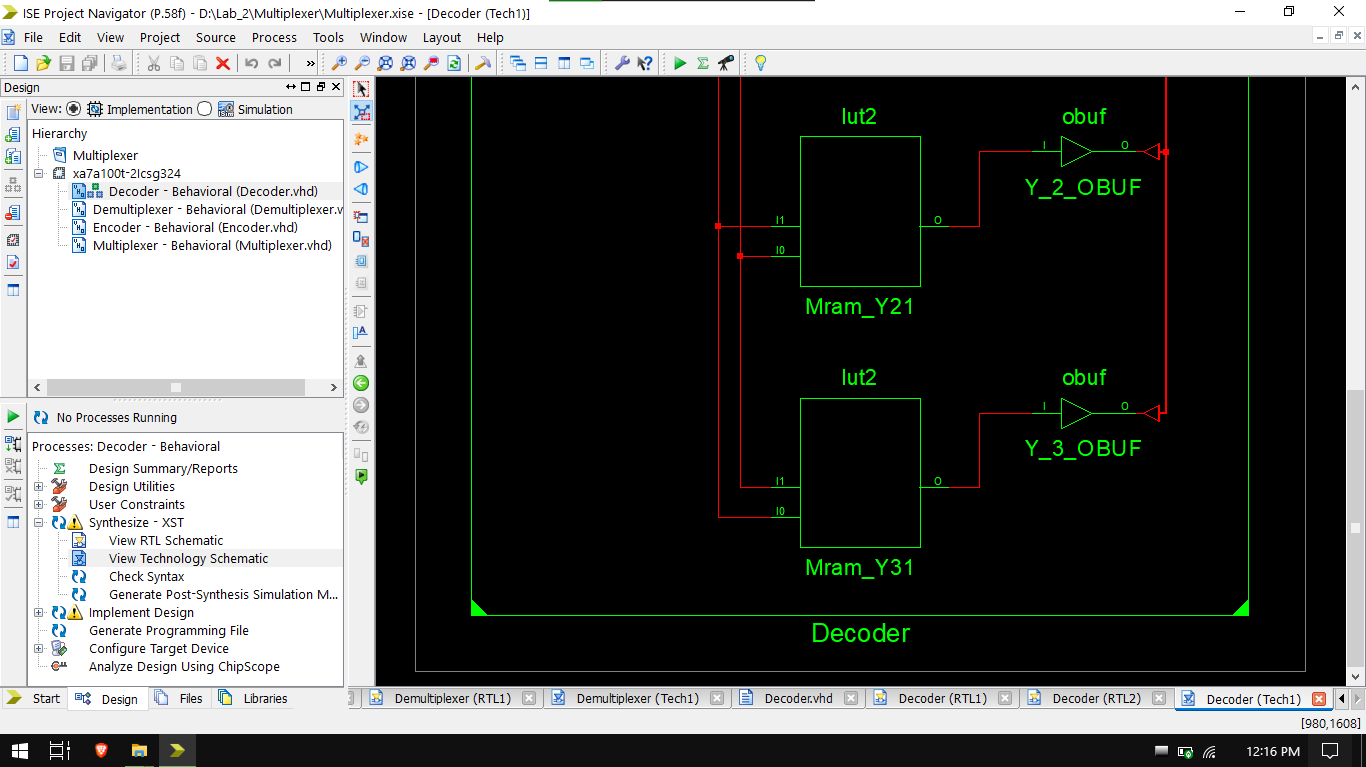 ISE Project Navigator (P.58f) - D:\Lab_2\Multiplexer\Multiplexer.xise - [Decoder (Tech1)]
File Edit View Project Source Process Tools Window Layout Help
Design
View: Implementation Simulation
Hierarchy
Multiplexer
xa7a100t-2Icsg324
Decoder - Behavioral (Decoder.vhd)
Demultiplexer - Behavioral (Demultiplexer.v
Encoder - Behavioral (Encoder.vhd)
Multiplexer - Behavioral (Multiplexer.vhd)
No Processes Running
Processes: Decoder - Behavioral
Design Summary/Reports
Design Utilities
User Constraints
Synthesize - XST
View RTL Schematic
View Technology Schematic
Check Syntax
Generate Post-Synthesis Simulation M...
Implement Design
Generate Programming File
Configure Target Device
Analyze Design Using ChipScope
Start Design Files Libraries
lut2
I1
I0
O
Mram_Y21
obuf
I O
Y_2_OBUF
lut2
I1
I0
O
Mram_Y31
obuf
I O
Y_3_OBUF
Decoder
Demultiplexer (RTL1) Demultiplexer (Tech1) Decoder.vhd Decoder (RTL1) Decoder (RTL2) Decoder (Tech1)
[980,1608]
12:16 PM